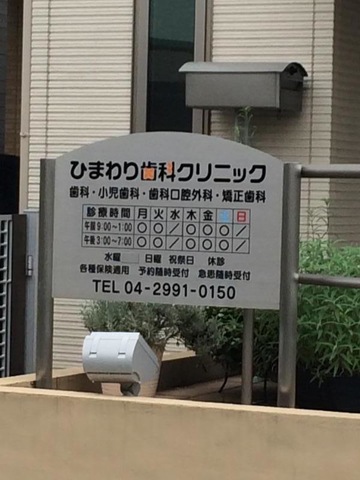 ひまわり歯科クリニック
歯科・小児歯科・歯科口腔外科・矯正歯科
診療時間 月 火 水 木 金 土 日
午前 9:00〜1:00 ○ ○ ／ ○ ○ ○ ／
午後 3:00〜7:00 ○ ○ ／ ○ ○ ○ ／
水曜 日曜 祝祭日 休診
各種保険適用 予約随時受付 急患随時受付
TEL 04-2991-0150